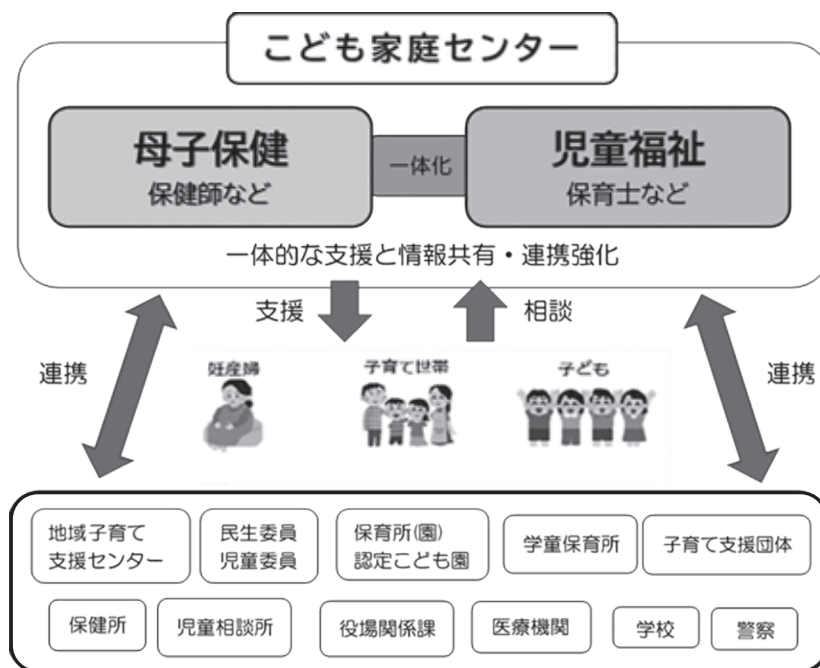 こども家庭センター
母子保健
保健師など
一体化
児童福祉
保育士など
一体的な支援と情報共有・連携強化
支援
相談
連携
連携
妊産婦
子育て世帯
子ども
地域子育て
支援センター
民生委員
児童委員
保育所(園)
認定こども園
学童保育所
子育て支援団体
保健所
児童相談所
役場関係課
医療機関
学校
警察